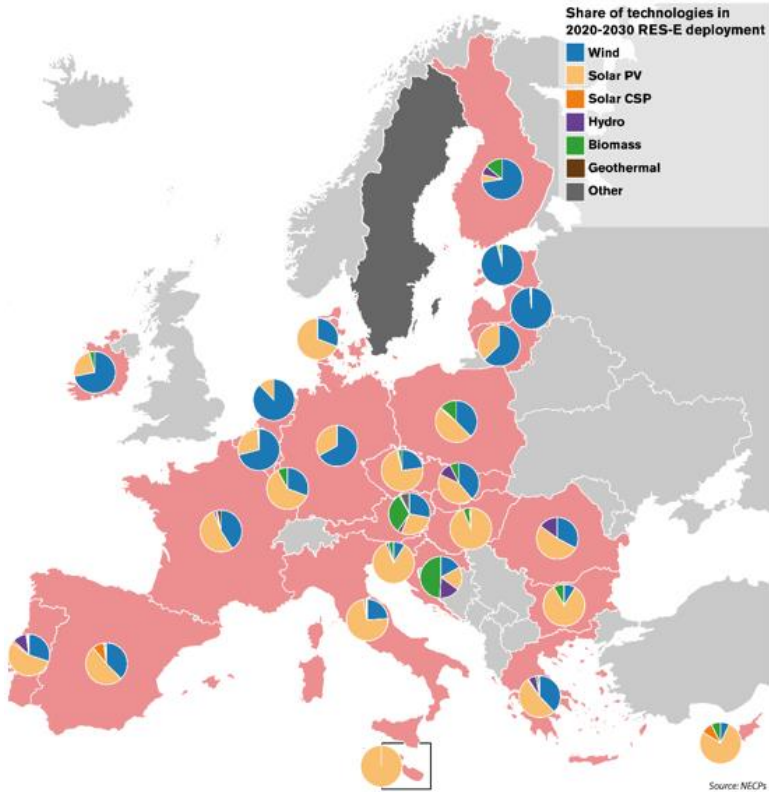 Share of technologies in
2020-2030 RES-E deployment
Wind
Solar PV
Solar CSP
Hydro
Biomass
Geothermal
Other
Source: NECPs